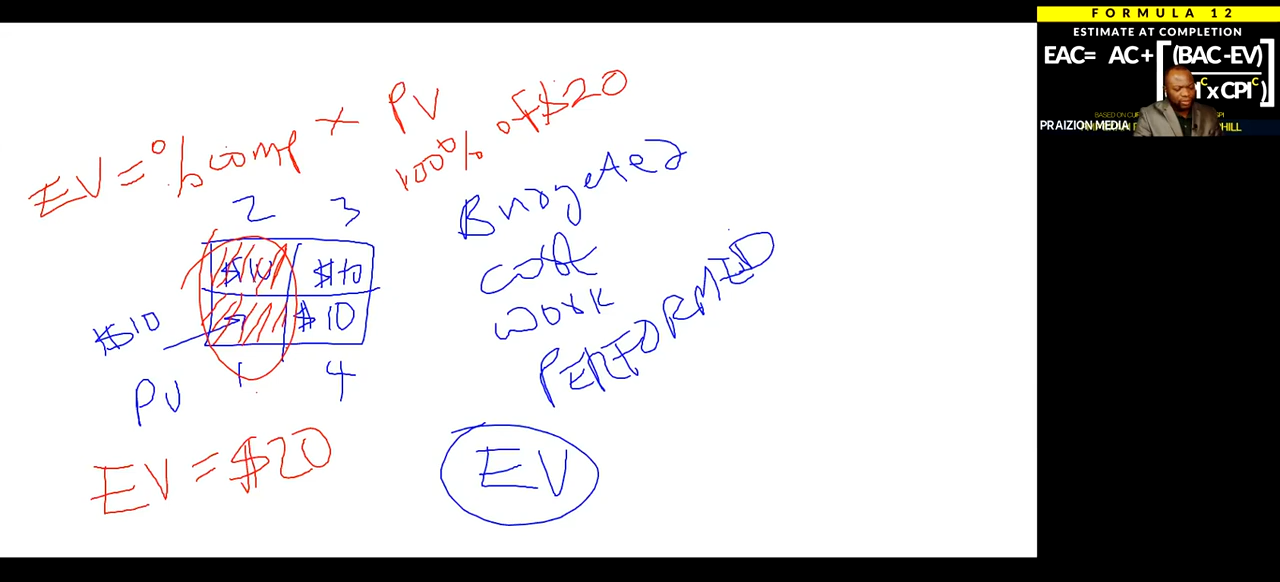 EV = % comp x PV
100% of $20
2 3
$10 $10
$10 $10
PV 1 4
EV = $20
Budgeted
cost
work
PERFORMED
EV
FORMULA 12
ESTIMATE AT COMPLETION
EAC= AC+ [(BAC-EV)
x CPIᶜ)]
PRAIZION MEDIA